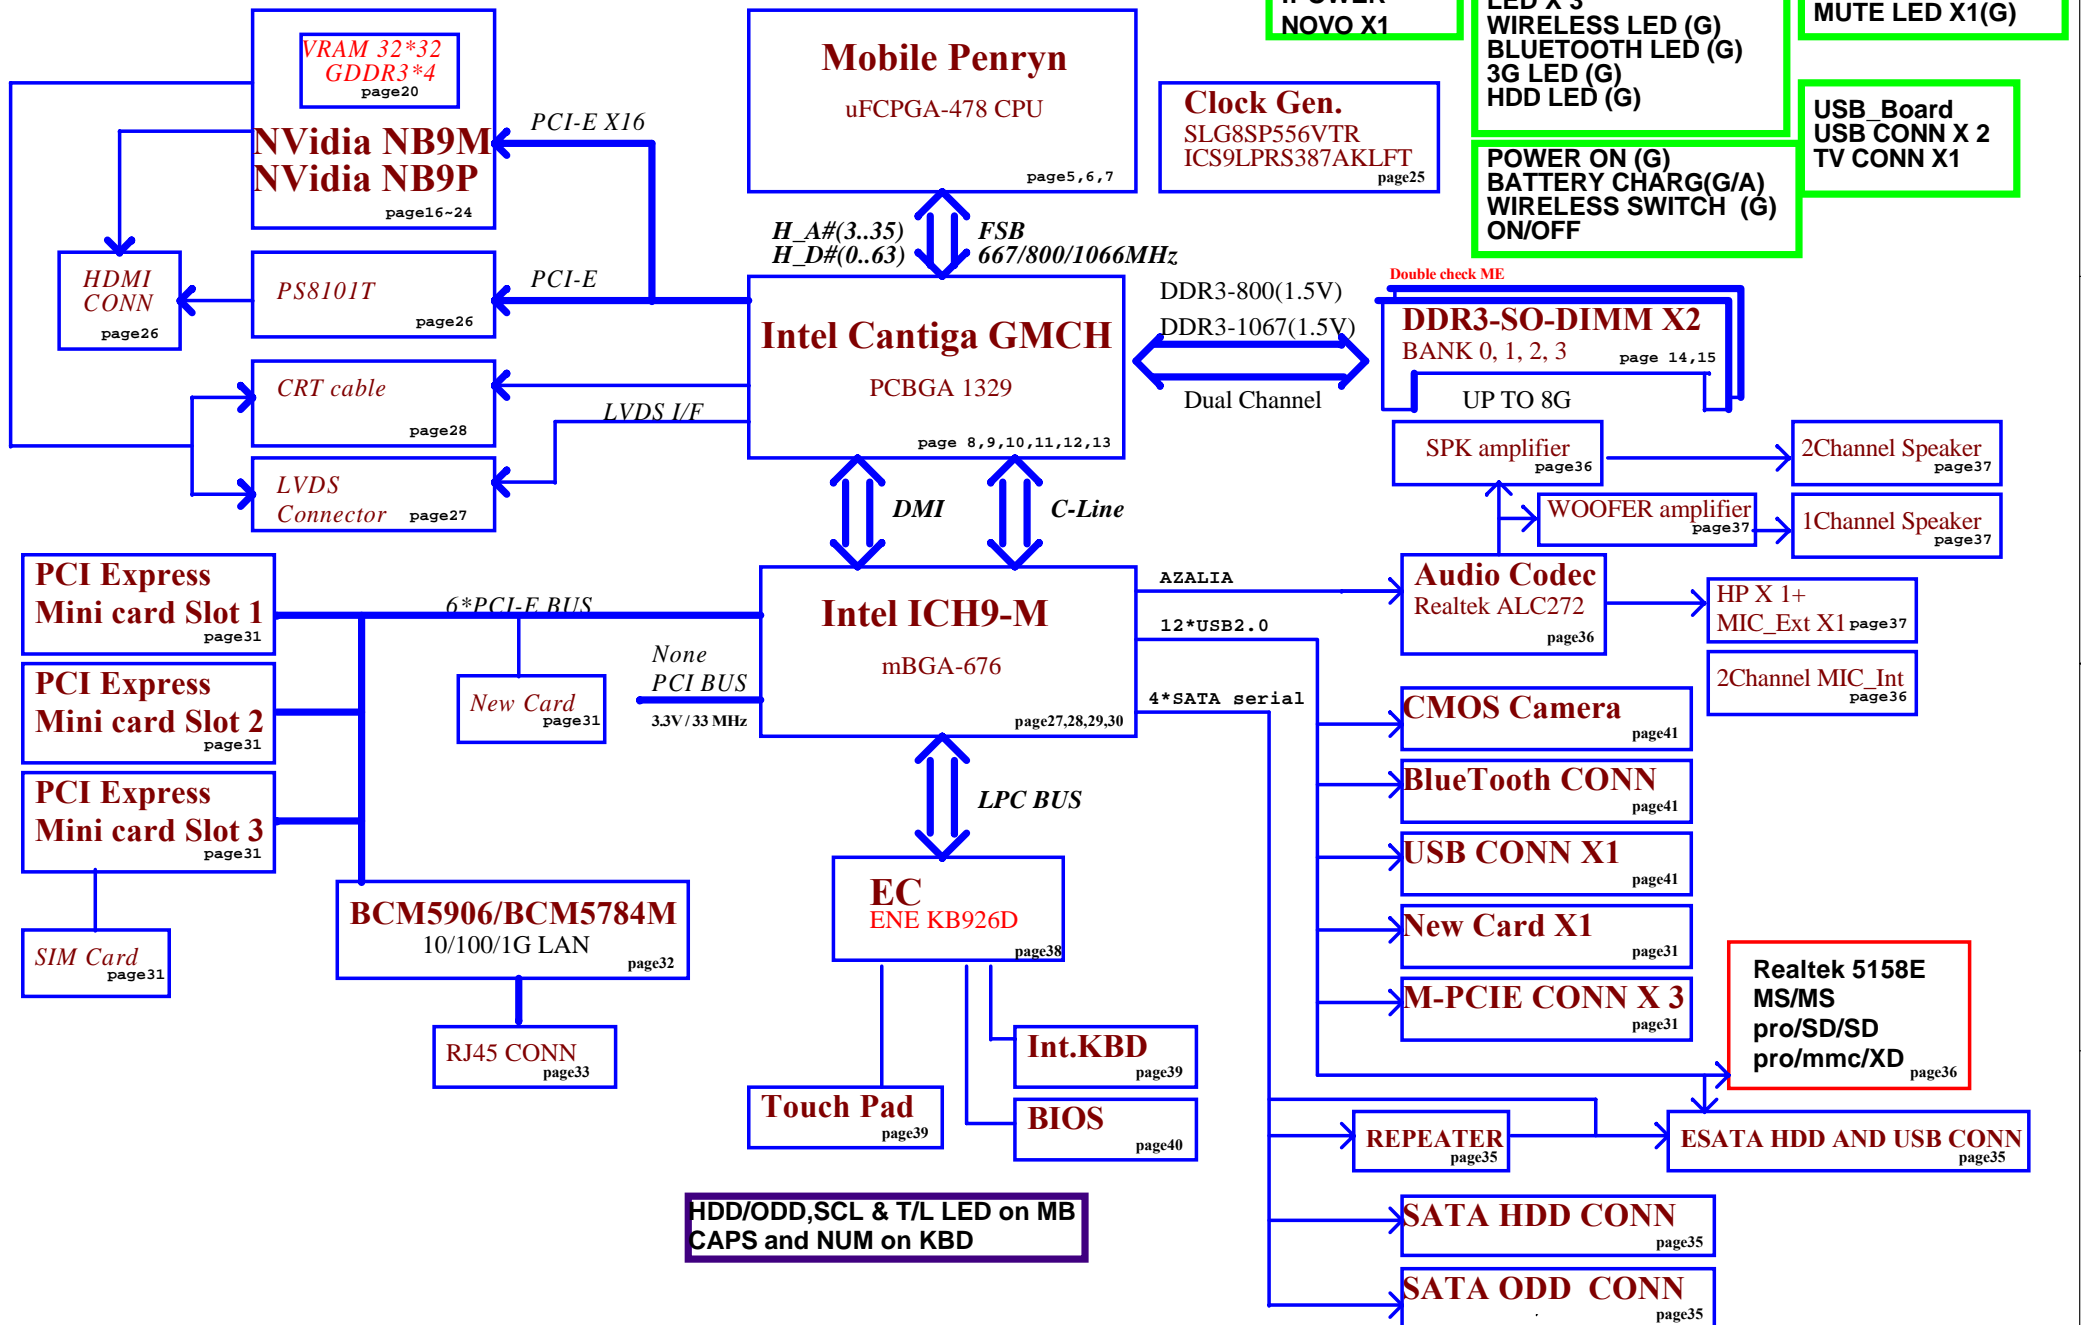 NOVO X1
LED X 3
WIRELESS LED (G)
BLUETOOTH LED (G)
3G LED (G)
HDD LED (G)
MUTE LED X1(G)
USB_Board
USB CONN X 2
TV CONN X1
POWER ON (G)
BATTERY CHARG(G/A)
WIRELESS SWITCH (G)
ON/OFF
VRAM 32*32
GDDR3*4
page20
NVidia NB9M
NVidia NB9P
page16~24
PCI-E X16
Mobile Penryn
uFCPGA-478 CPU
page5,6,7
Clock Gen.
SLG8SP556VTR
ICS9LPRS387AKLFT
page25
H_A#(3..35)
H_D#(0..63)
FSB
667/800/1066MHz
HDMI
CONN
page26
PS8101T
page26
PCI-E
Intel Cantiga GMCH
PCBGA 1329
page 8,9,10,11,12,13
DDR3-800(1.5V)
DDR3-1067(1.5V)
Dual Channel
Double check ME
DDR3-SO-DIMM X2
BANK 0, 1, 2, 3
page 14,15
UP TO 8G
CRT cable
page28
LVDS I/F
LVDS
Connector
page27
DMI
C-Line
SPK amplifier
page36
2Channel Speaker
page37
WOOFER amplifier
page37
1Channel Speaker
page37
PCI Express
Mini card Slot 1
page31
PCI Express
Mini card Slot 2
page31
PCI Express
Mini card Slot 3
page31
SIM Card
page31
6*PCI-E BUS
New Card
page31
None
PCI BUS
3.3V / 33 MHz
Intel ICH9-M
mBGA-676
page27,28,29,30
AZALIA
12*USB2.0
4*SATA serial
Audio Codec
Realtek ALC272
page36
HP X 1+
MIC_Ext X1
page37
2Channel MIC_Int
page36
CMOS Camera
page41
BlueTooth CONN
page41
USB CONN X1
page41
New Card X1
page31
M-PCIE CONN X 3
page31
Realtek 5158E
MS/MS
pro/SD/SD
pro/mmc/XD
page36
LPC BUS
EC
ENE KB926D
page38
BCM5906/BCM5784M
10/100/1G LAN
page32
RJ45 CONN
page33
Int.KBD
page39
Touch Pad
page39
BIOS
page40
REPEATER
page35
ESATA HDD AND USB CONN
page35
SATA HDD CONN
page35
SATA ODD CONN
page35
HDD/ODD,SCL & T/L LED on MB
CAPS and NUM on KBD